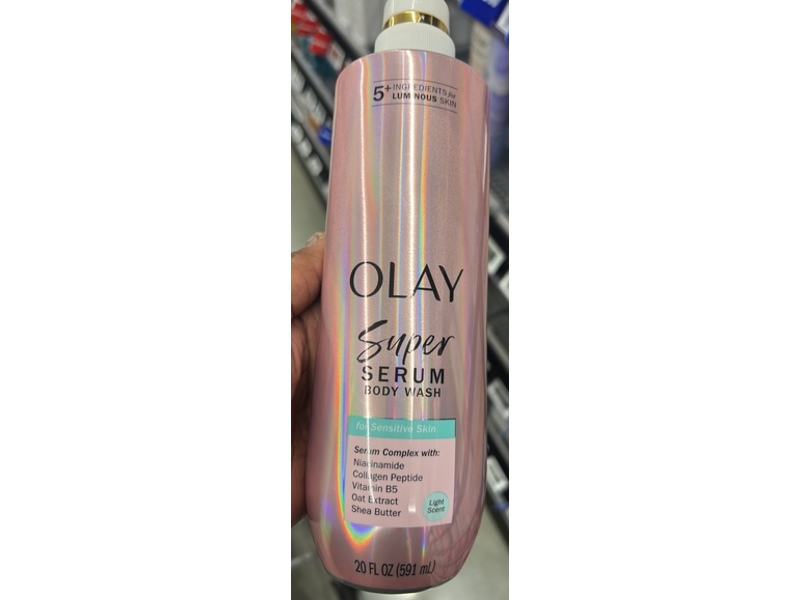 5+ INGREDIENTS for
LUMINOUS SKIN
OLAY
Super
SERUM
BODY WASH
for Sensitive Skin
Serum Complex with:
Niacinamide
Collagen Peptide
Vitamin B5
Oat Extract
Shea Butter
Light
Scent
20 FL OZ (591 mL)